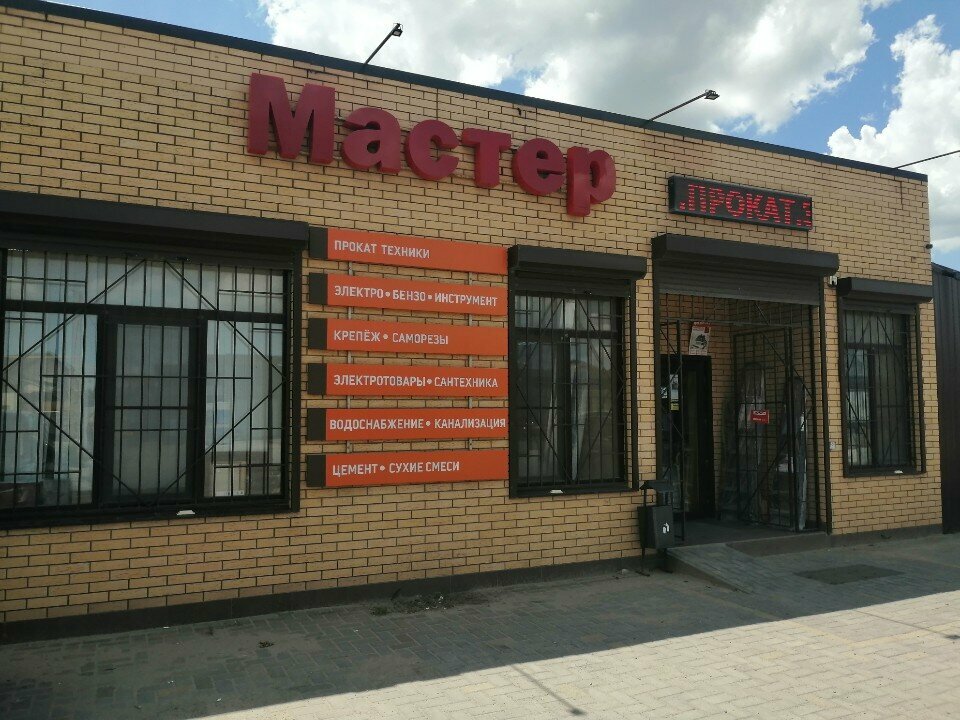 Мастер
.ПРОКАТ.
ПРОКАТ ТЕХНИКИ
ЭЛЕКТРО•БЕНЗО•ИНСТРУМЕНТ
КРЕПЁЖ• САМОРЕЗЫ
ЭЛЕКТРОТОВАРЫ•САНТЕХНИКА
ВОДОСНАБЖЕНИЕ•КАНАЛИЗАЦИЯ
ЦЕМЕНТ•СУХИЕ СМЕСИ